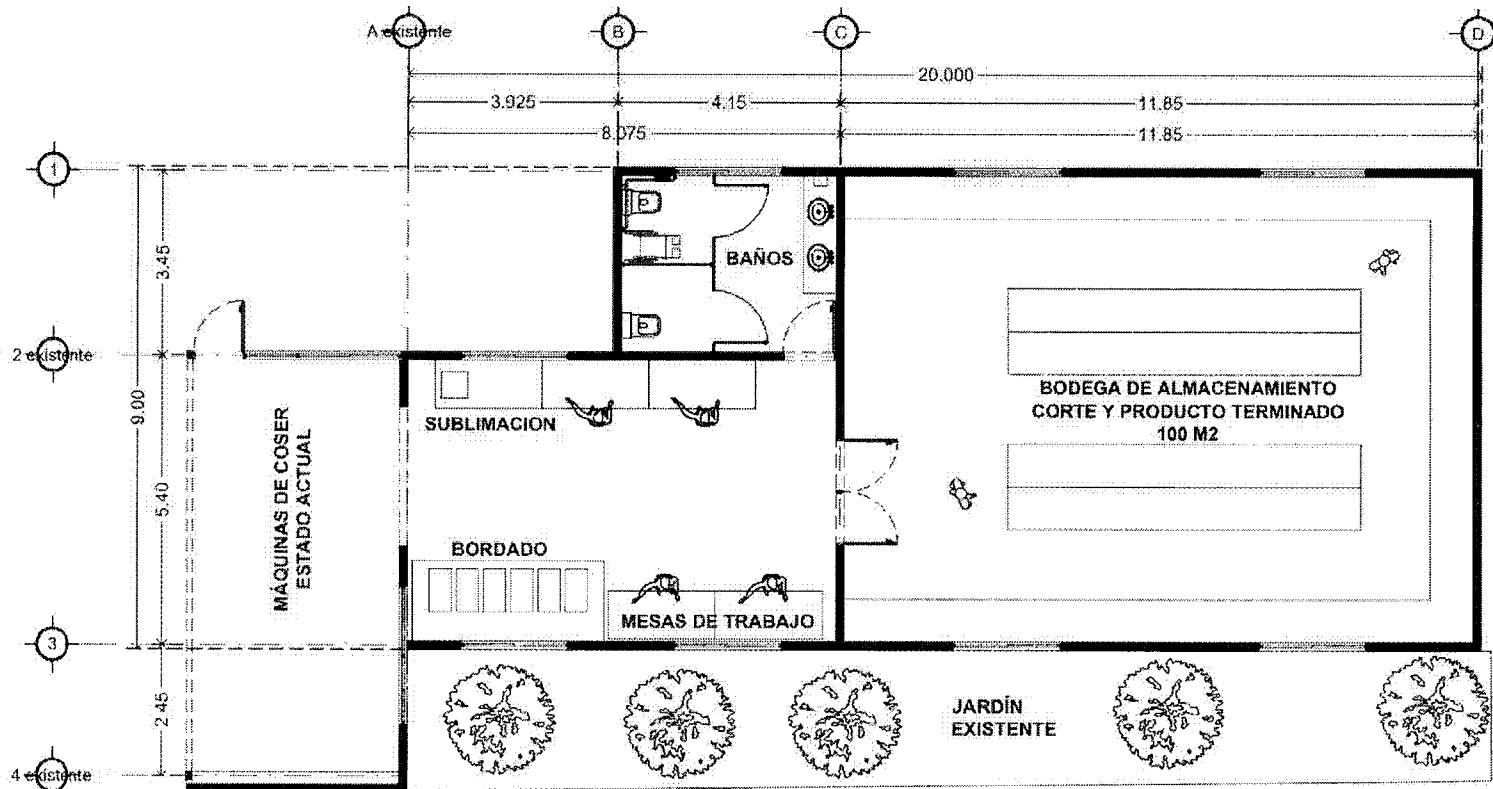 A existente
B
C
D
20.000
3.925
4.15
11.85
8.075
11.85
1
3.45
BAÑOS
2 existente
9.00
5.40
SUBLIMACION
BODEGA DE ALMACENAMIENTO
CORTE Y PRODUCTO TERMINADO
100 M2
MÁQUINAS DE COSER
ESTADO ACTUAL
BORDADO
MESAS DE TRABAJO
3
2.45
JARDÍN
EXISTENTE
4 existente